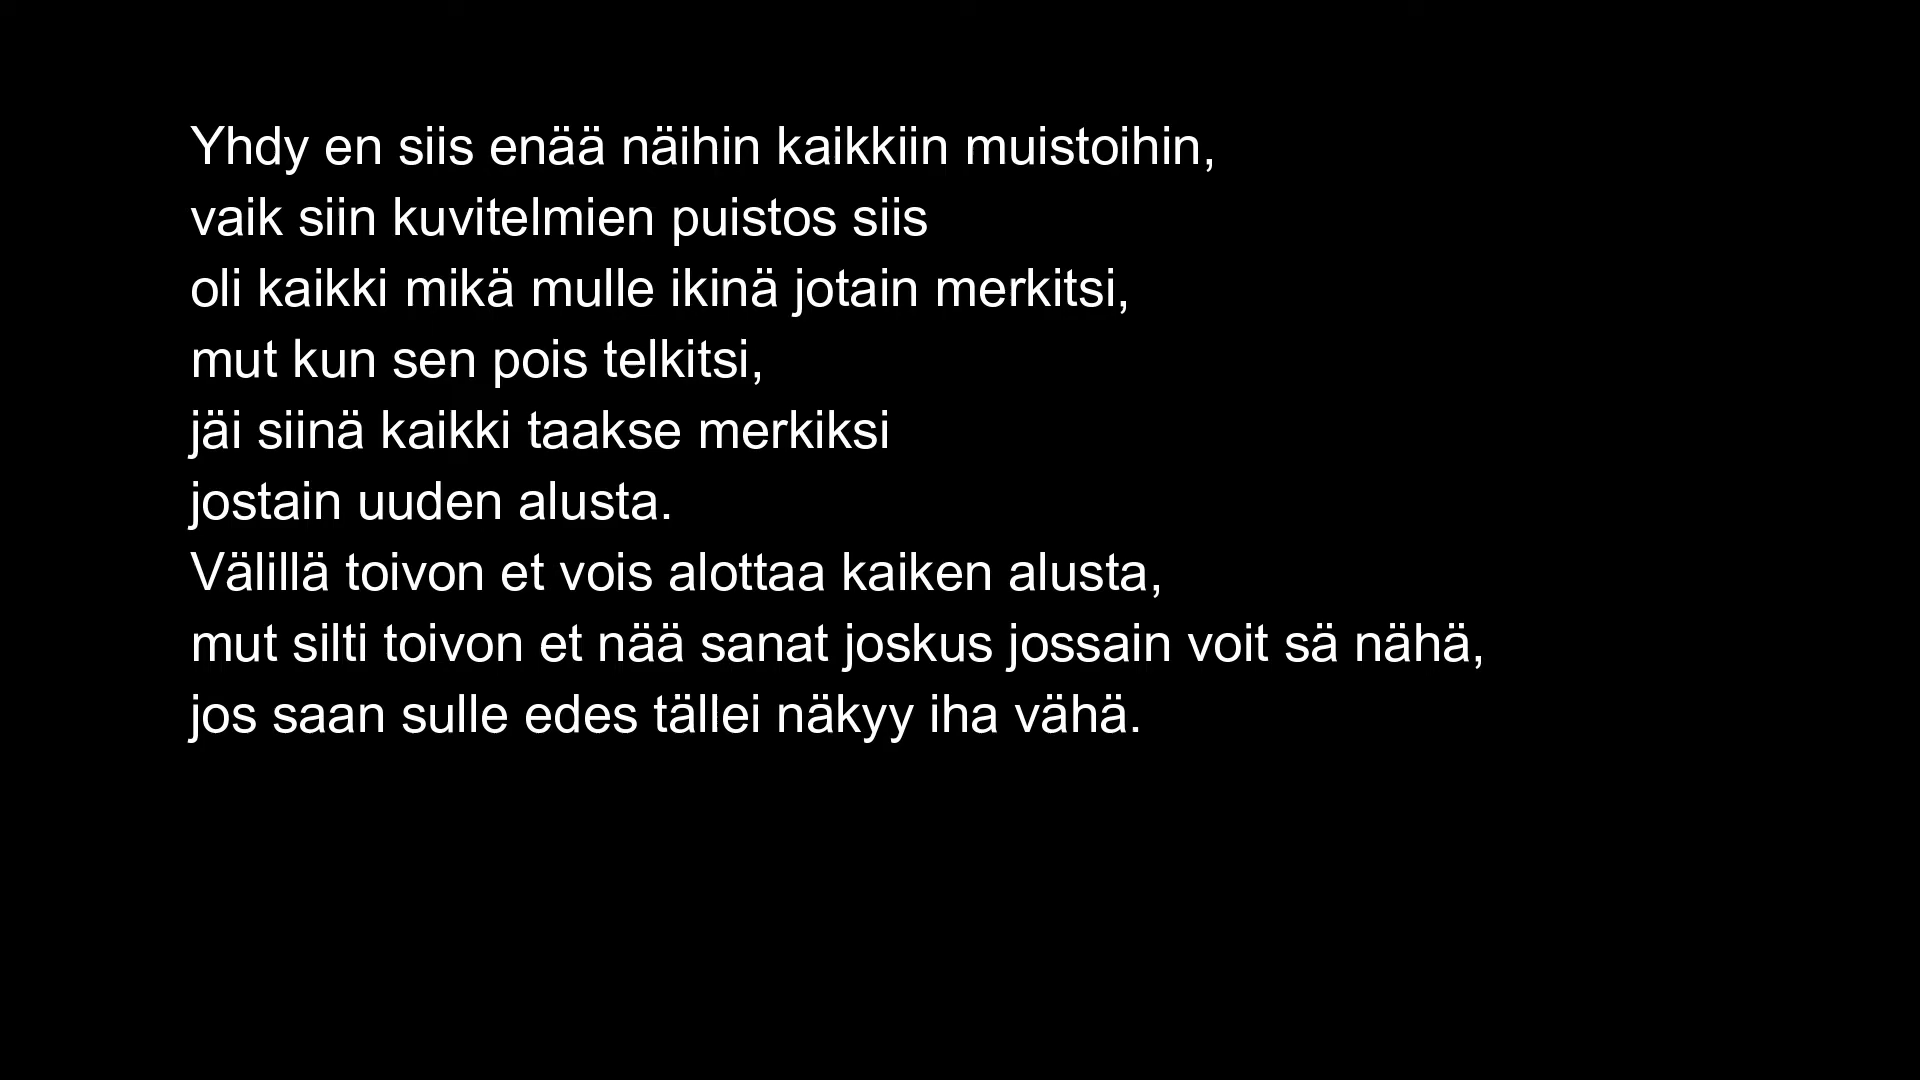 Yhdy en siis enää näihin kaikkiin muistoihin,
vaik siin kuvitelmien puistos siis
oli kaikki mikä mulle ikinä jotain merkitsi,
mut kun sen pois telkitsi,
jäi siinä kaikki taakse merkiksi
jostain uuden alusta.
Välillä toivon et vois alottaa kaiken alusta,
mut silti toivon et nää sanat joskus jossain voit sä nähä,
jos saan sulle edes tällei näkyy iha vähä.